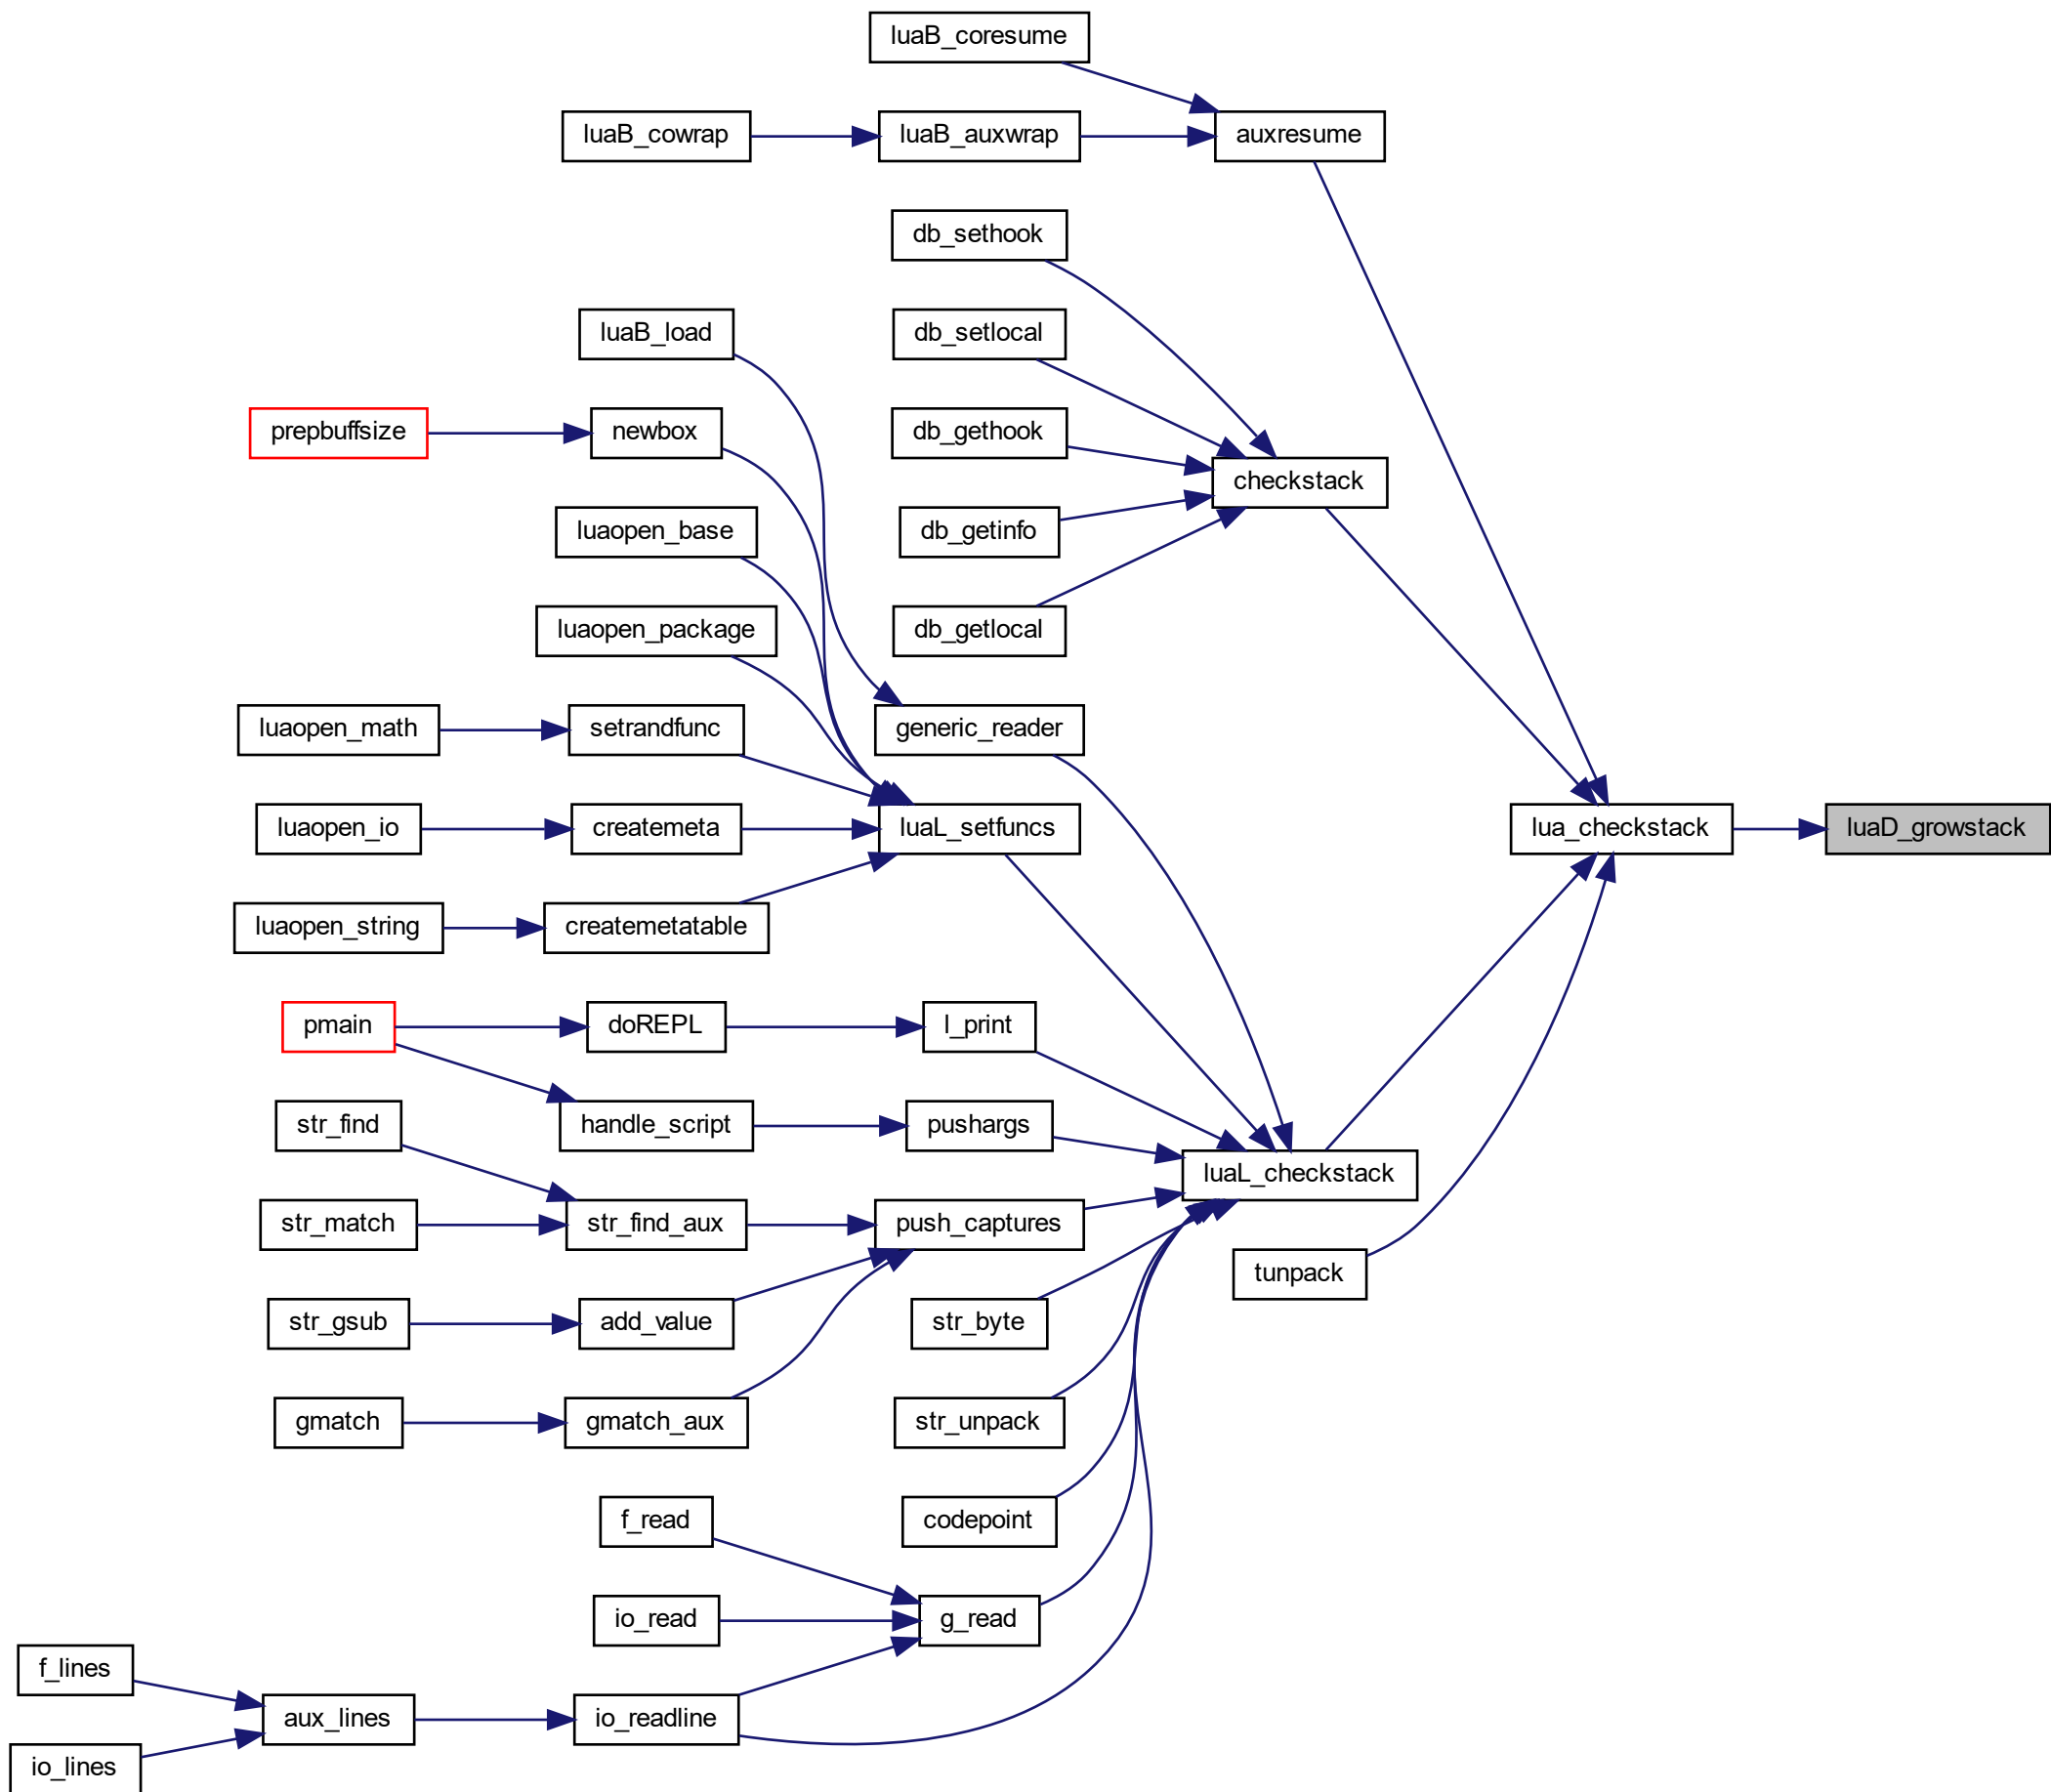 luaB_coresume
luaB_cowrap
luaB_auxwrap
auxresume
db_sethook
luaB_load
db_setlocal
prepbuffsize
newbox
db_gethook
checkstack
luaopen_base
db_getinfo
luaopen_package
db_getlocal
luaopen_math
setrandfunc
generic_reader
luaopen_io
createmeta
luaL_setfuncs
lua_checkstack
luaD_growstack
luaopen_string
createmetatable
pmain
doREPL
l_print
str_find
handle_script
pushargs
luaL_checkstack
str_match
str_find_aux
push_captures
tunpack
str_gsub
add_value
str_byte
gmatch
gmatch_aux
str_unpack
f_read
codepoint
io_read
g_read
f_lines
aux_lines
io_readline
io_lines